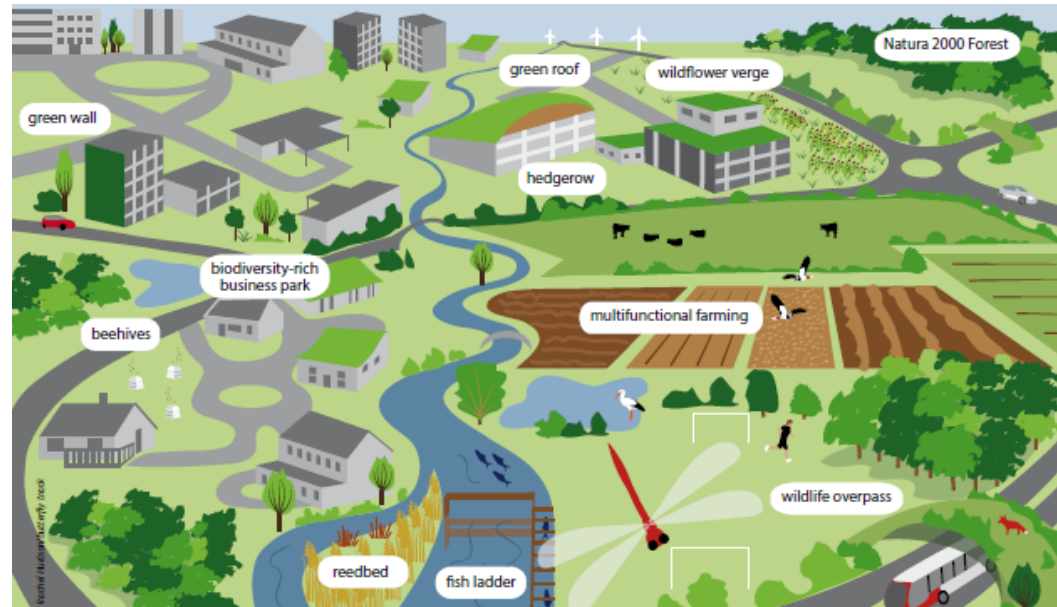 Natura 2000 Forest
green roof
wildflower verge
green wall
hedgerow
biodiversity-rich
business park
multifunctional farming
beehives
wildlife overpass
reedbed
fish ladder